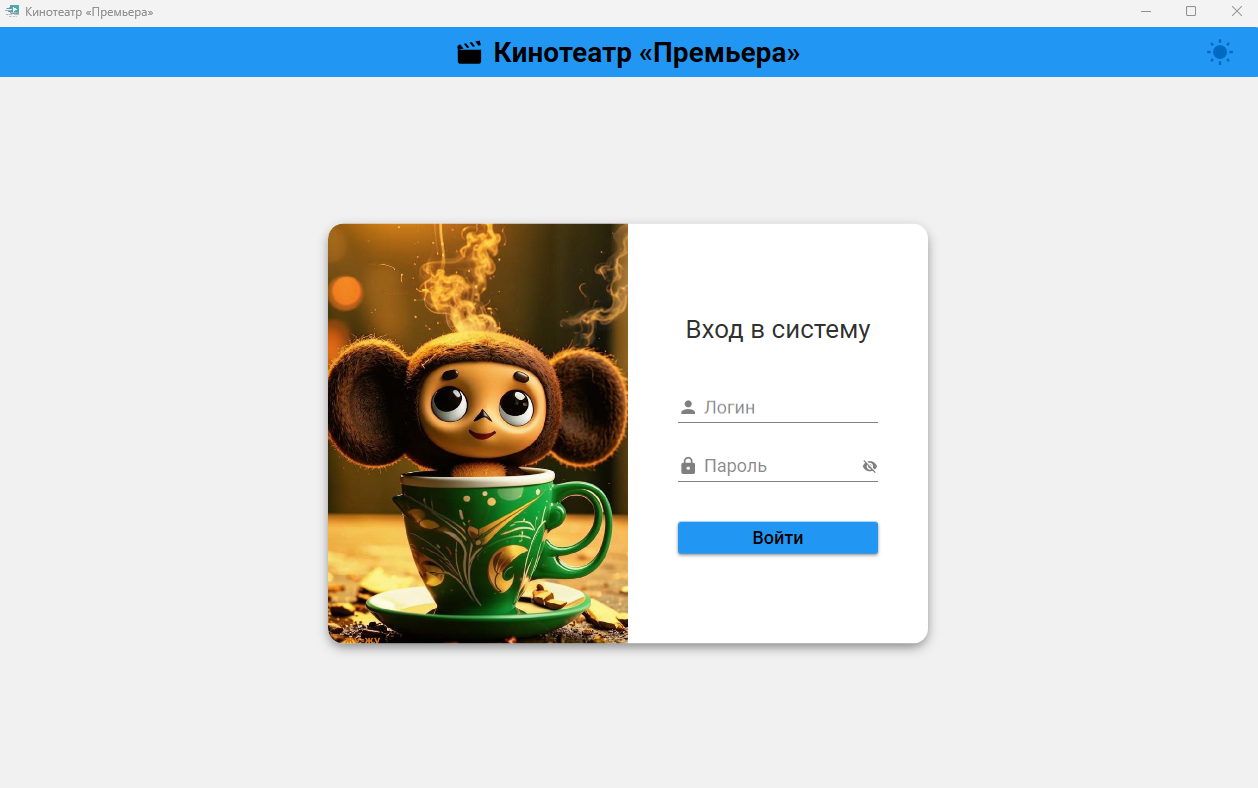 Кинотеатр «Премьера»
Кинотеатр «Премьера»
Вход в систему
Логин
Пароль
Войти